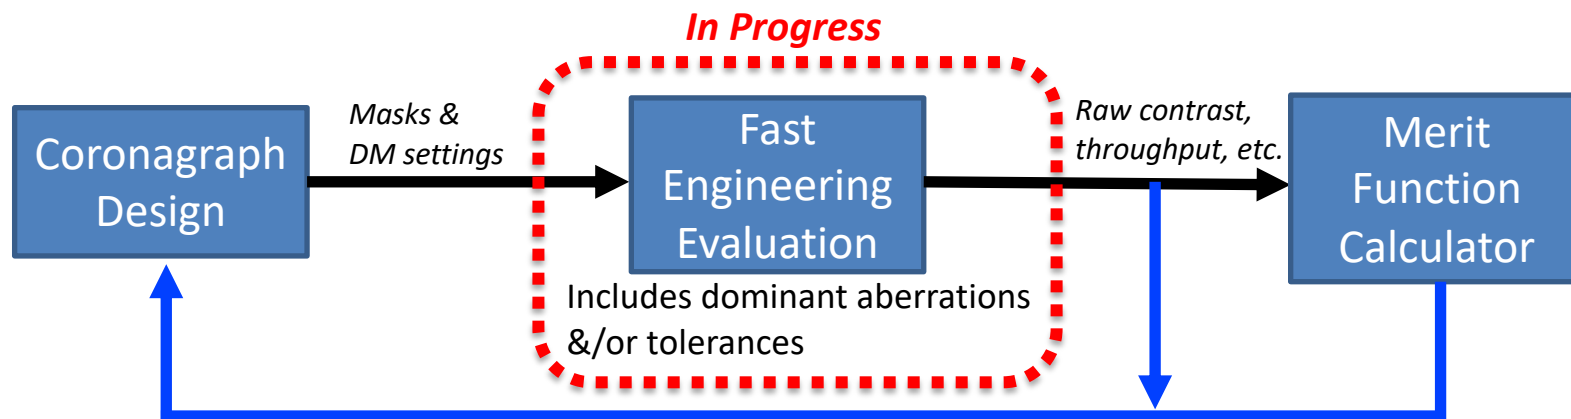 In Progress
Coronagraph
Design
Masks &
DM settings
Fast
Engineering
Evaluation
Includes dominant aberrations
&/or tolerances
Raw contrast,
throughput, etc.
Merit
Function
Calculator